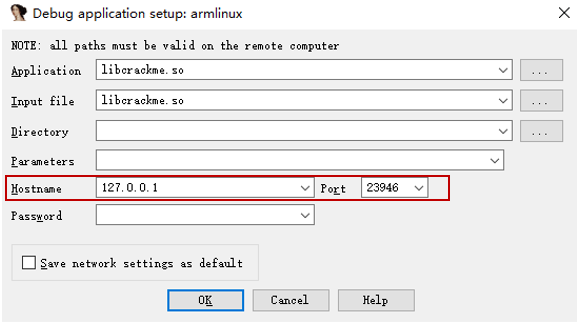 Debug application setup: armlinux
NOTE: all paths must be valid on the remote computer
Application libcrackme.so ...
Input file libcrackme.so ...
Directory ...
Parameters
Hostname 127.0.0.1 Port 23946
Password
Save network settings as default
OK Cancel Help